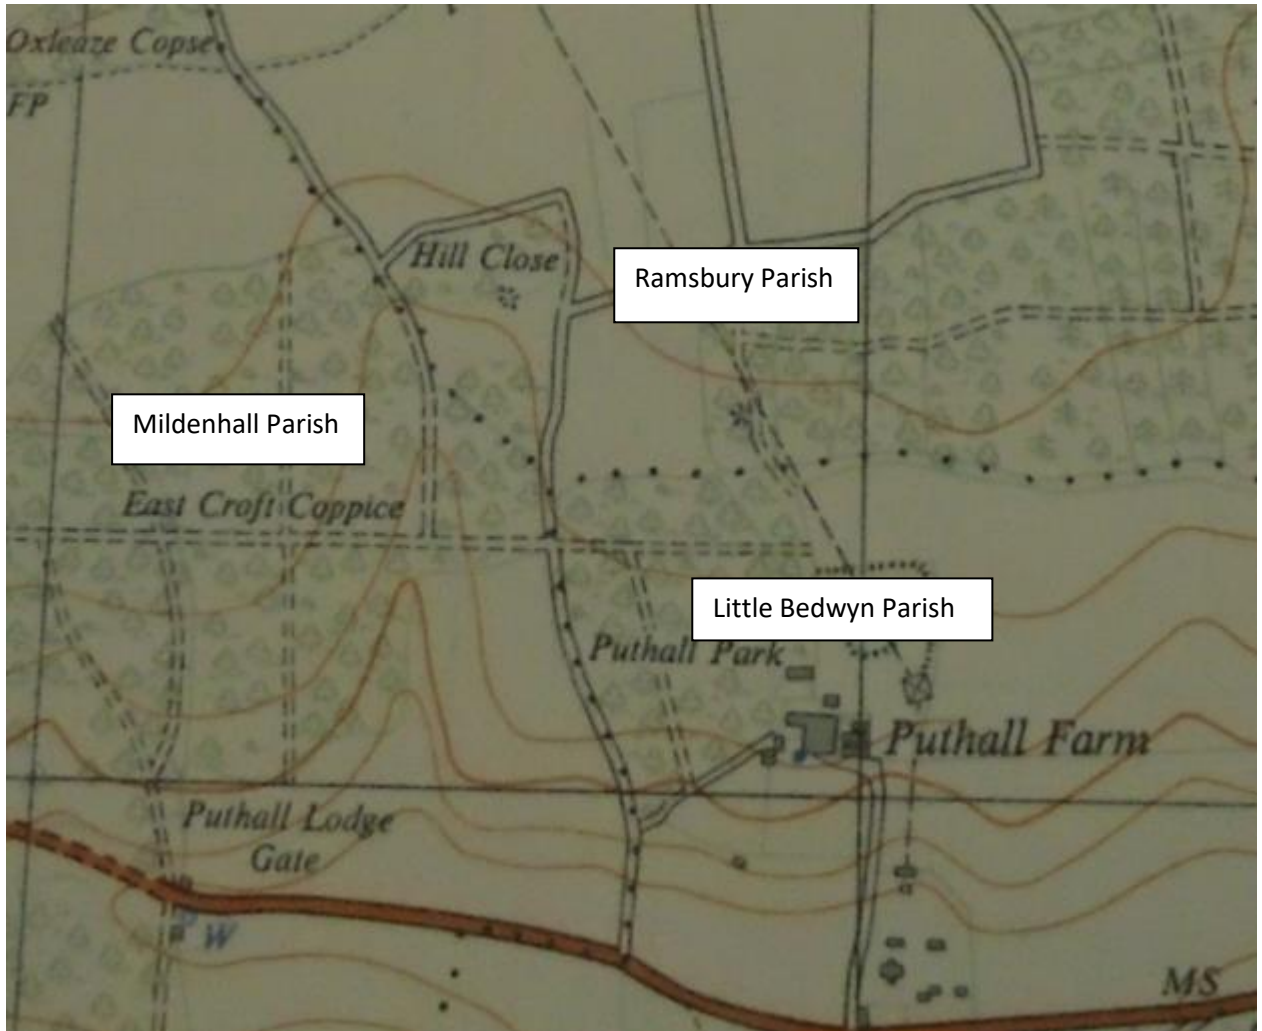 Oxleaze Copse
FP
Hill Close
Ramsbury Parish
Mildenhall Parish
East Croft Coppice
Little Bedwyn Parish
Puthall Park
Puthall Farm
Puthall Lodge
Gate
W
MS